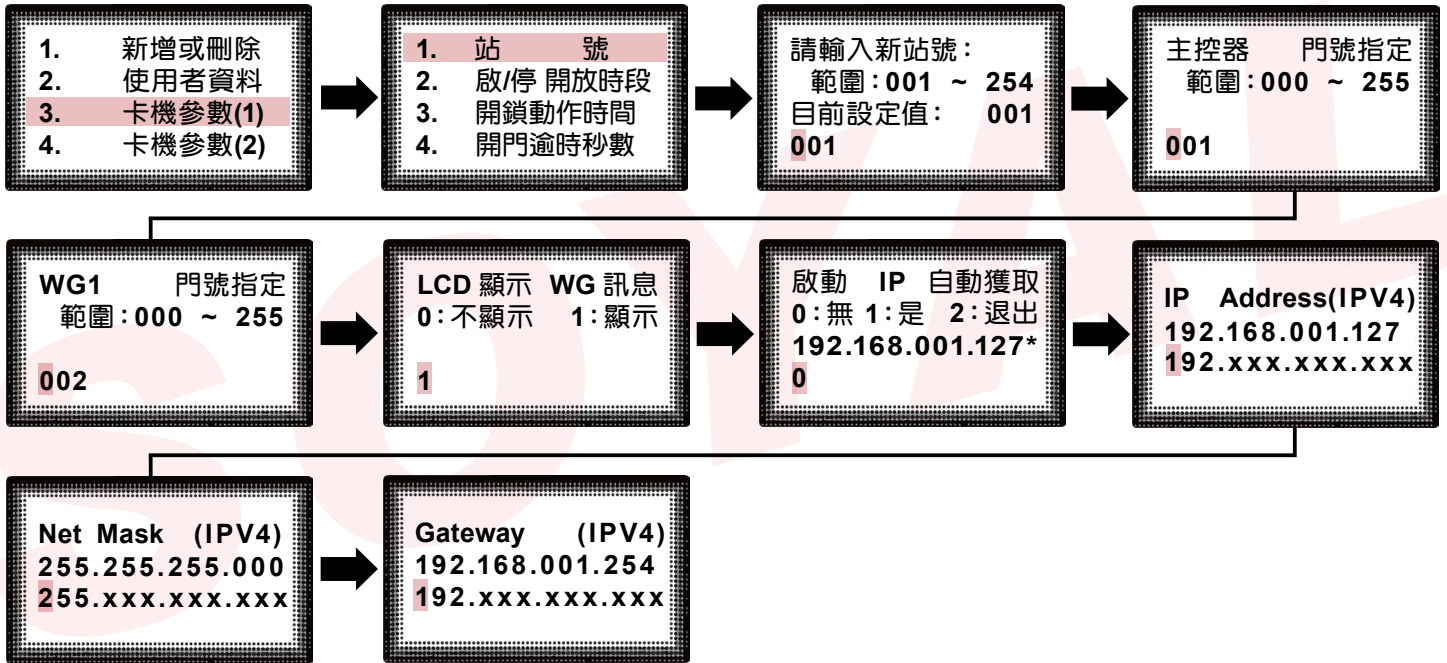 1. 新增或刪除
2. 使用者資料
3. 卡機參數(1)
4. 卡機參數(2)
1. 站 號
2. 啟/停 開放時段
3. 開鎖動作時間
4. 開門逾時秒數
請輸入新站號：
範圍：001 ~ 254
目前設定值： 001
001
主控器 門號指定
範圍：000 ~ 255
001
WG1 門號指定
範圍：000 ~ 255
002
LCD 顯示 WG 訊息
0：不顯示 1：顯示
1
啟動 IP 自動獲取
0：無 1：是 2：退出
192.168.001.127*
0
IP Address(IPV4)
192.168.001.127
192.xxx.xxx.xxx
Net Mask (IPV4)
255.255.255.000
255.xxx.xxx.xxx
Gateway (IPV4)
192.168.001.254
192.xxx.xxx.xxx
SOYAL